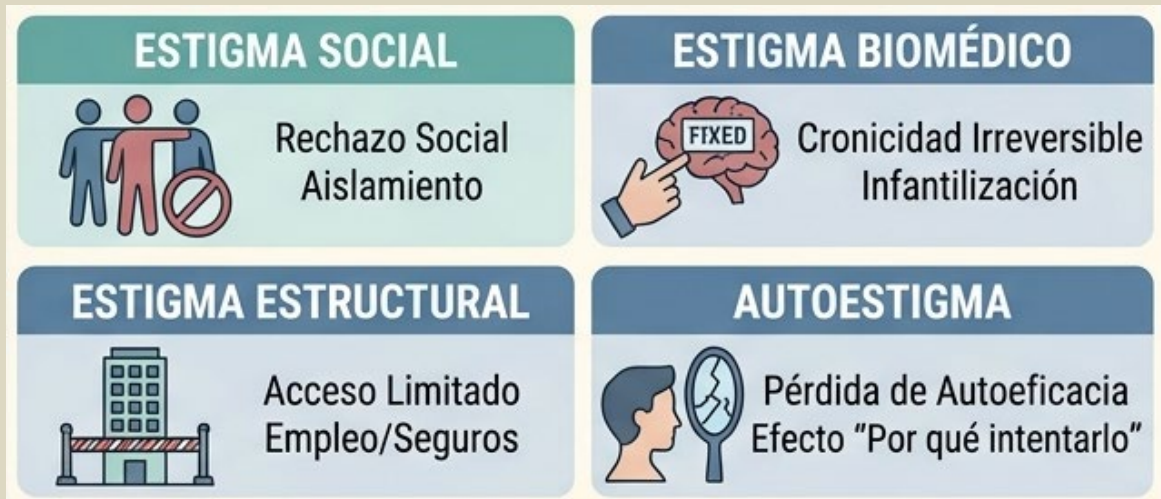 ESTIGMA SOCIAL
Rechazo Social
Aislamiento
ESTIGMA BIOMÉDICO
FIXED
Cronicidad Irreversible
Infantilización
ESTIGMA ESTRUCTURAL
Acceso Limitado
Empleo/Seguros
AUTOESTIGMA
Pérdida de Autoeficacia
Efecto "Por qué intentarlo"